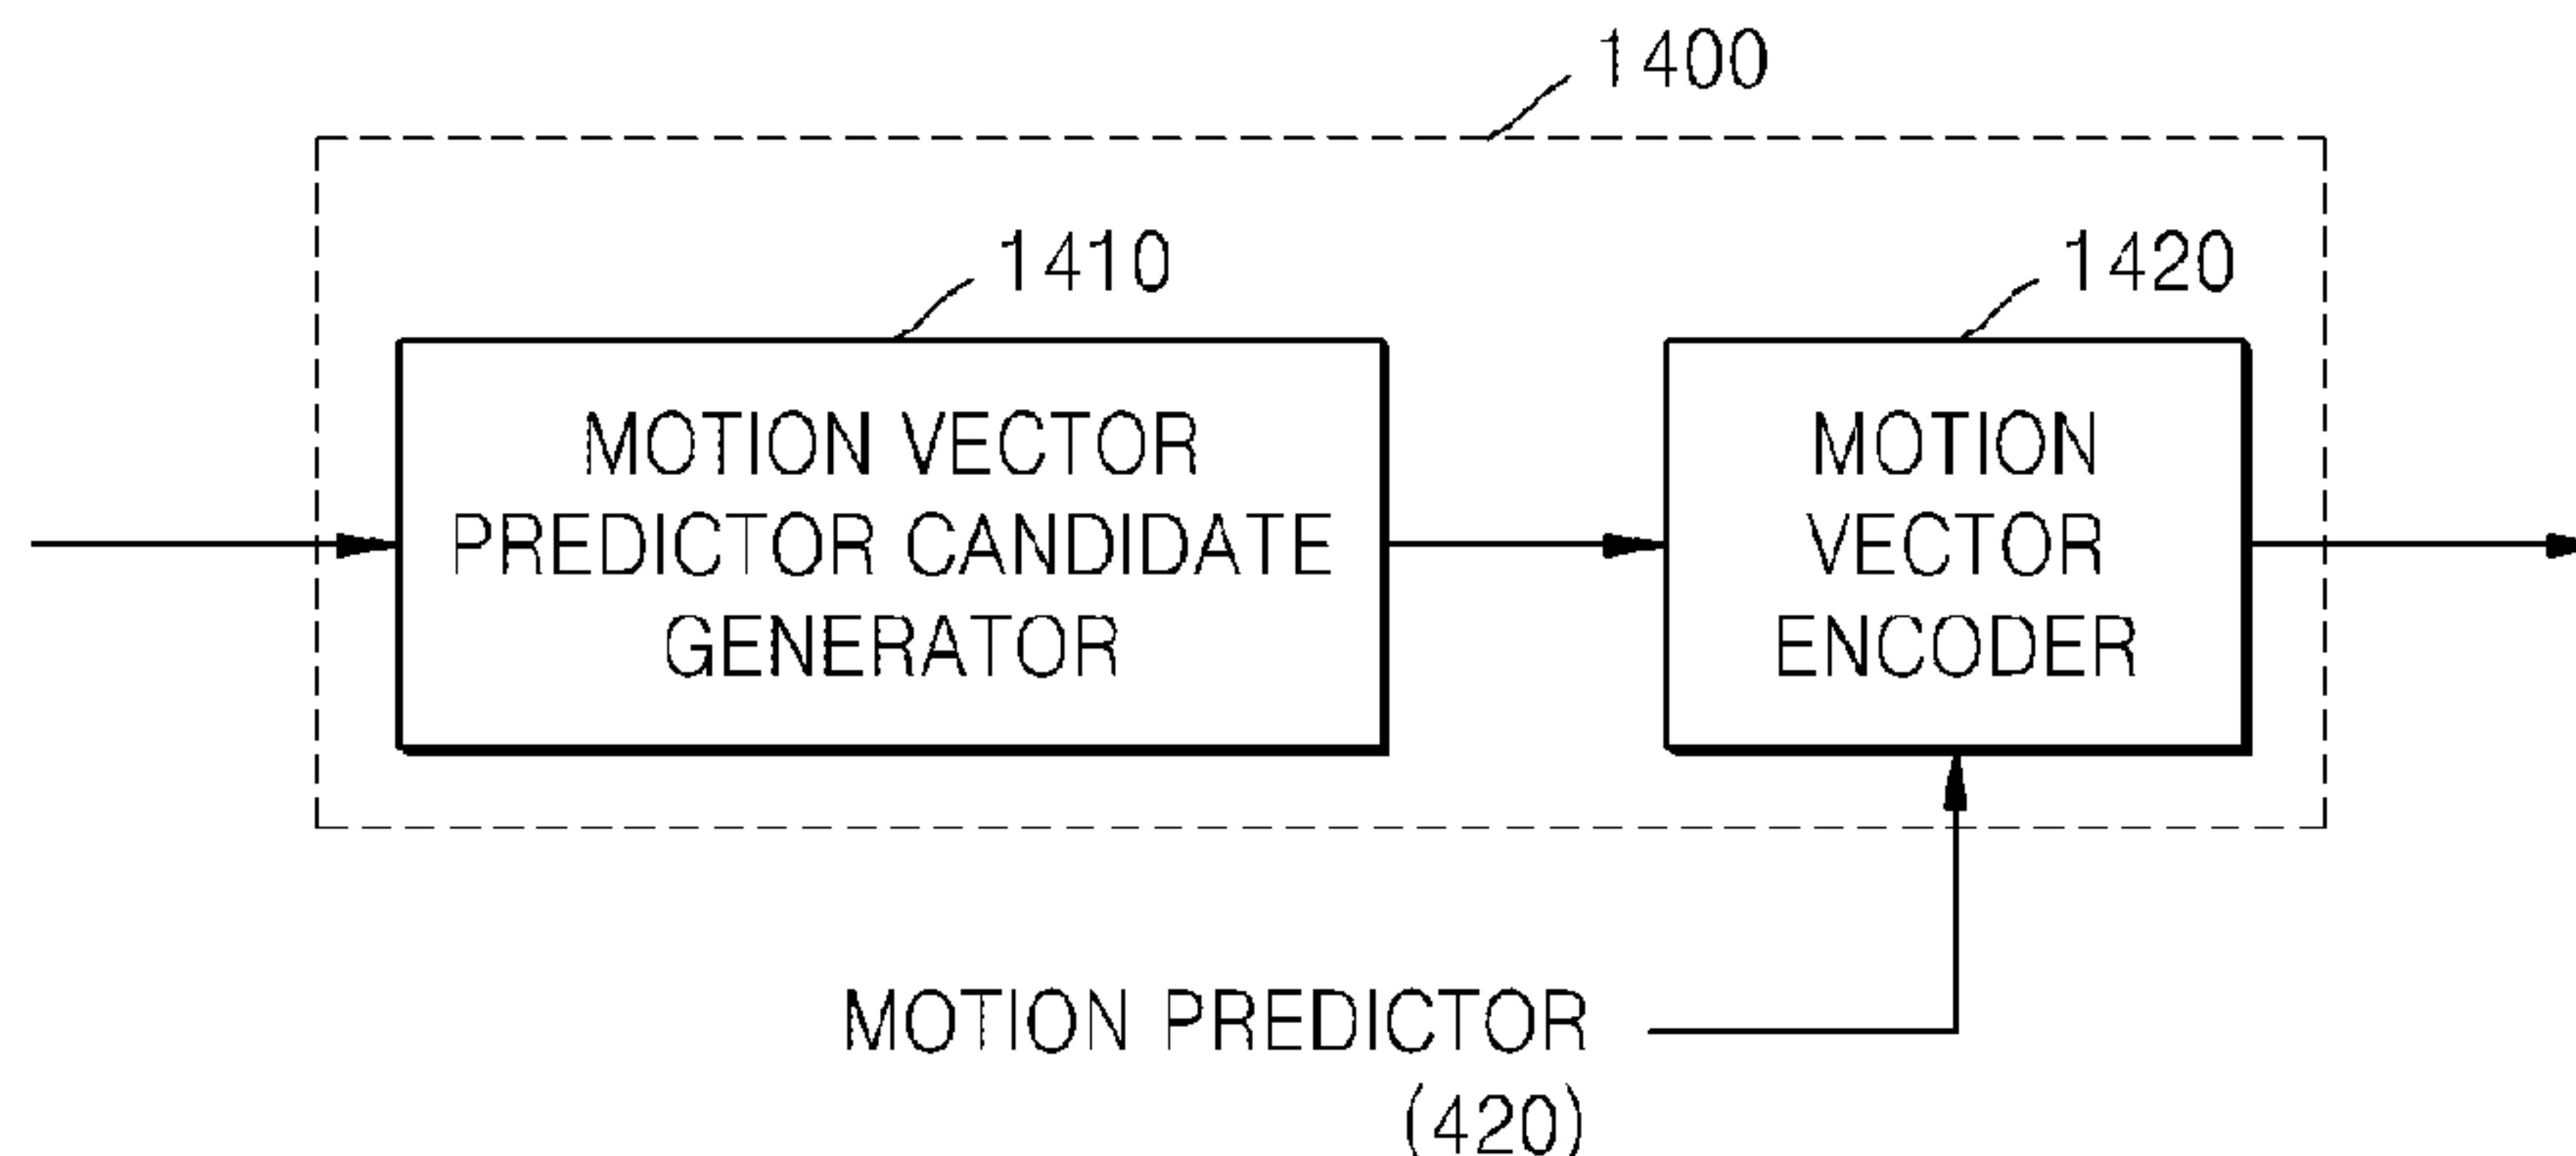 1400
1410
1420
MOTION VECTOR
PREDICTOR CANDIDATE
GENERATOR
MOTION
VECTOR
ENCODER
MOTION PREDICTOR
(420)